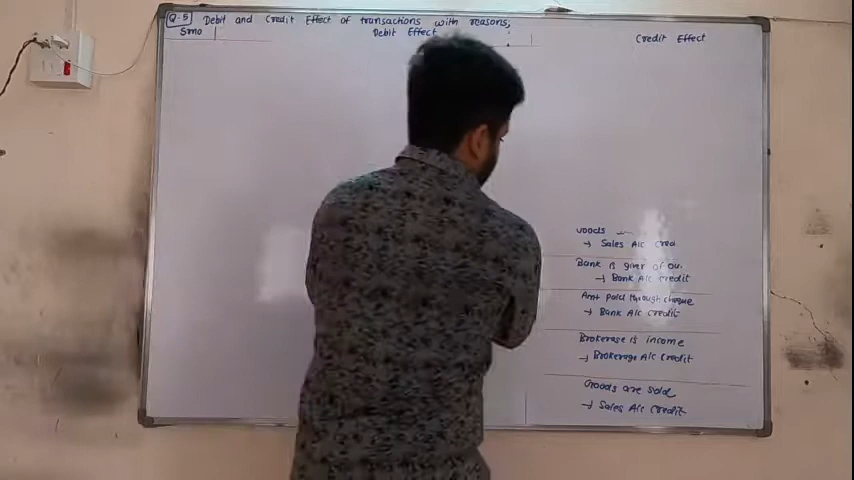 Q.5 Debit and Credit Effect of transactions with reasons;
Srno Debit Effect Credit Effect
Goods
→ Sales A/c Cred
Bank is giver of
→ Bank A/c credit
Amt paid through cheque
→ Bank A/c credit
Brokerage is income
→ Brokerage A/c Credit
Goods are sold
→ Sales A/c Credit